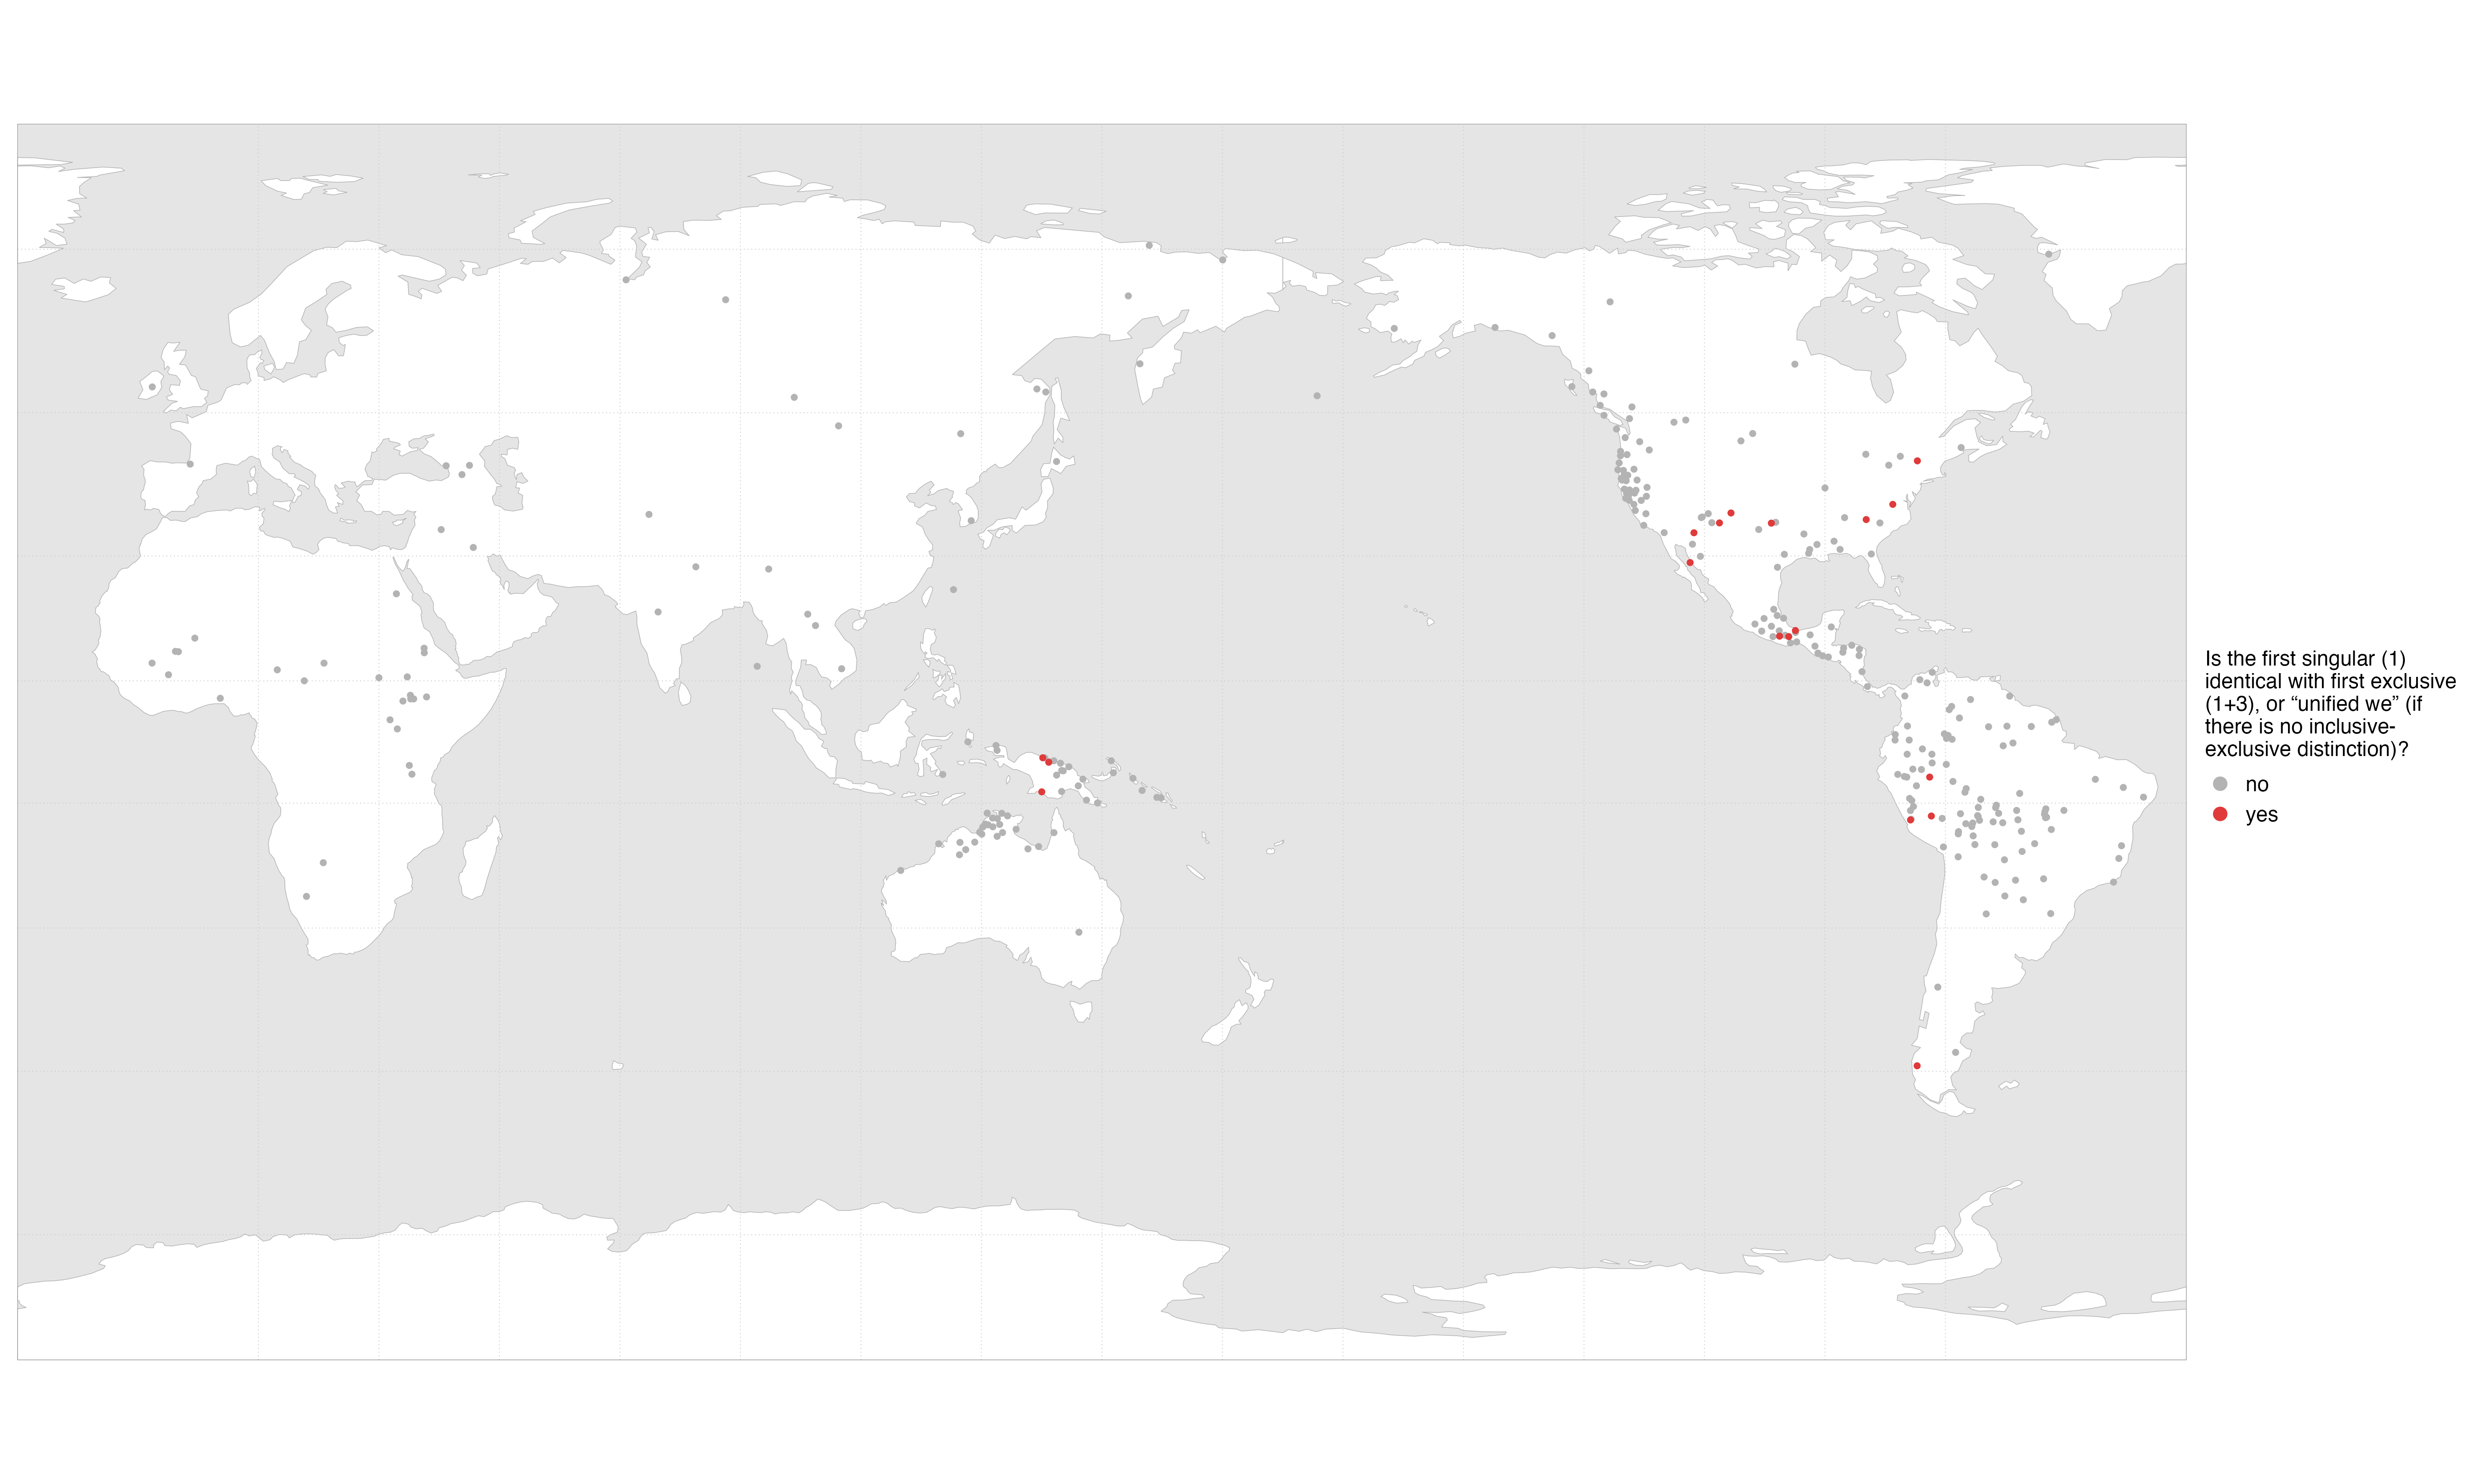 Is the first singular (1)
identical with first exclusive
(1+3), or “unified we” (if
there is no inclusive-
exclusive distinction)?
no
yes